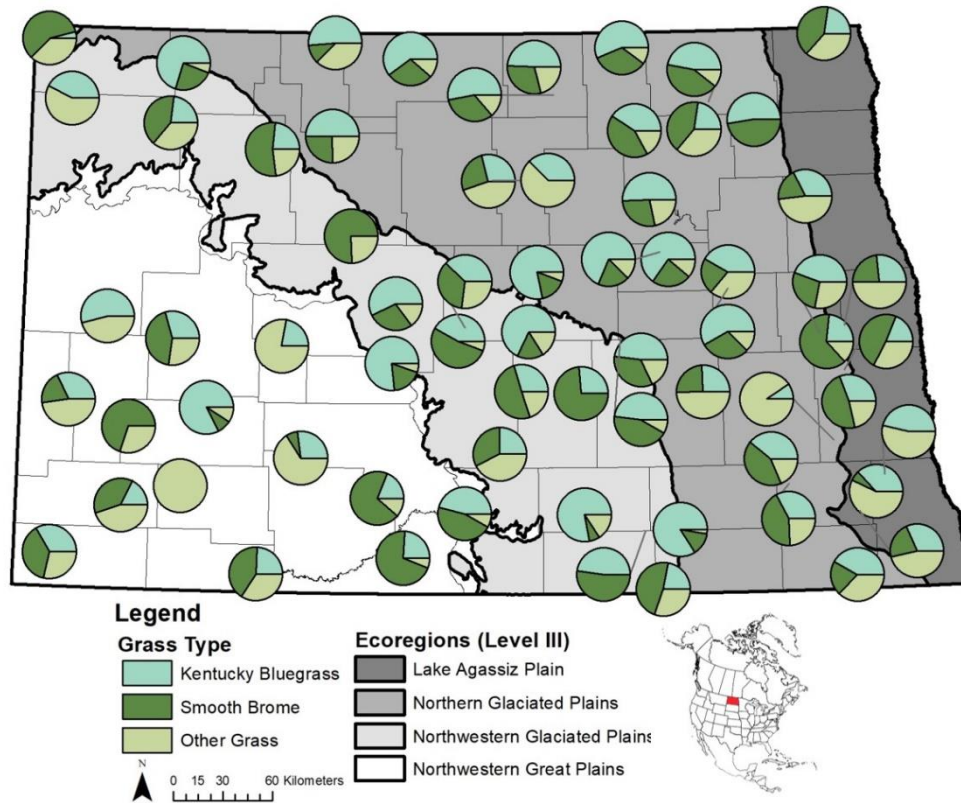 Legend
Grass Type
Kentucky Bluegrass
Smooth Brome
Other Grass
N
0 15 30 60 Kilometers
Ecoregions (Level III)
Lake Agassiz Plain
Northern Glaciated Plains
Northwestern Glaciated Plains
Northwestern Great Plains